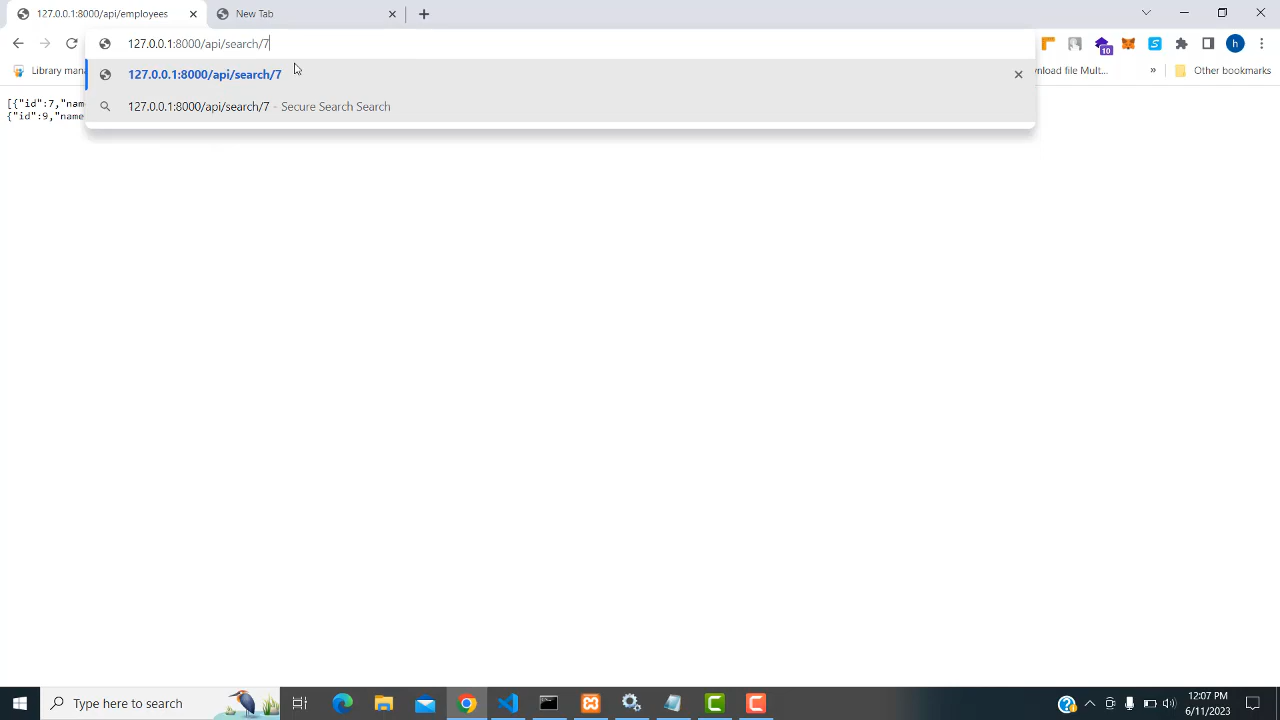 127.0.0.1:8000/api/employees
New Tab
127.0.0.1:8000/api/search/7
10
h
Library man
127.0.0.1:8000/api/search/7
nload file Mult...
»
Other bookmarks
[{"id":7,"name
127.0.0.1:8000/api/search/7 - Secure Search Search
{"id":9,"name
Type here to search
12:07 PM
6/11/2023